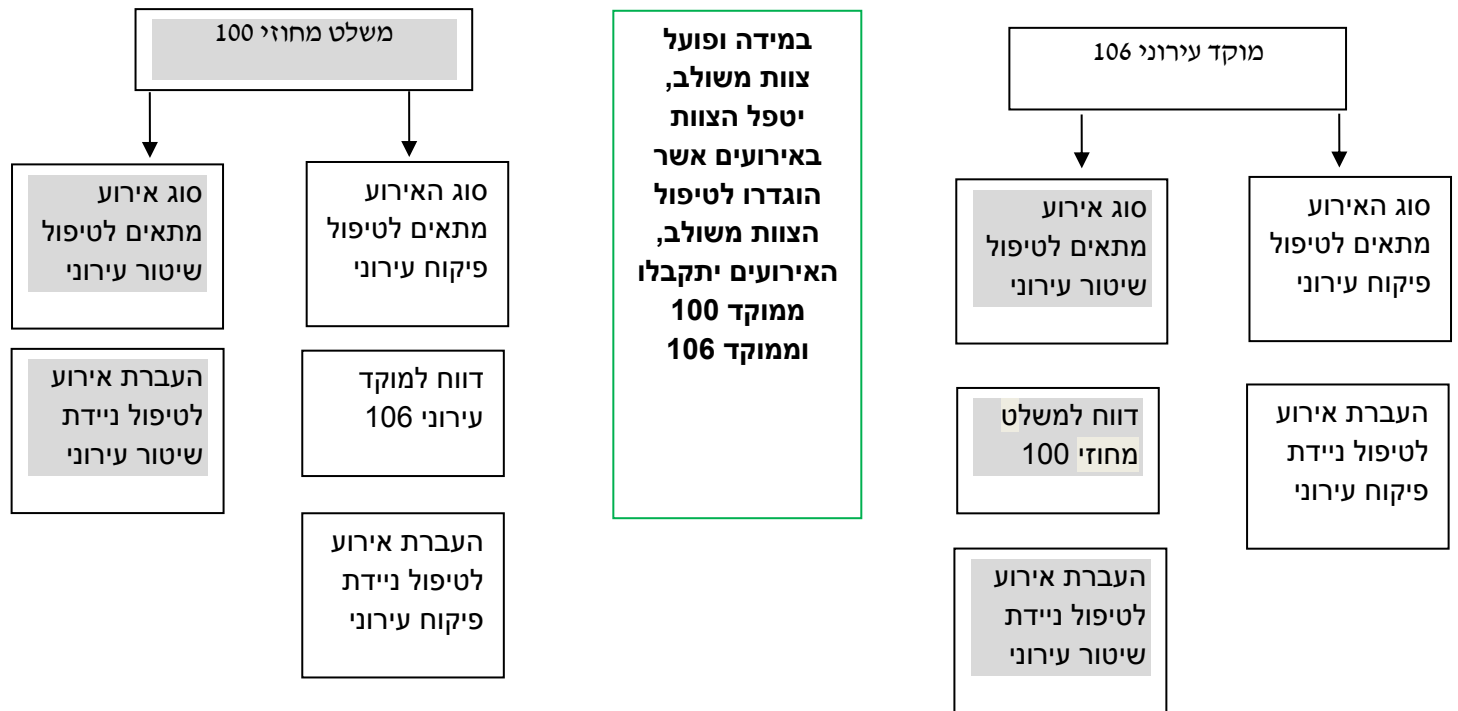 מוקד עירוני 106
סוג האירוע
מתאים לטיפול
פיקוח עירוני
העברת אירוע
לטיפול ניידת
פיקוח עירוני
סוג אירוע
מתאים לטיפול
שיטור עירוני
דווח למשלט
מחוזי 100
העברת אירוע
לטיפול ניידת
שיטור עירוני
במידה ופועל
צוות משולב,
יטפל הצוות
באירועים אשר
הוגדרו לטיפול
הצוות משולב,
האירועים יתקבלו
ממוקד 100
וממוקד 106
משלט מחוזי 100
סוג האירוע
מתאים לטיפול
פיקוח עירוני
דווח למוקד
עירוני 106
העברת אירוע
לטיפול ניידת
פיקוח עירוני
סוג אירוע
מתאים לטיפול
שיטור עירוני
העברת אירוע
לטיפול ניידת
שיטור עירוני